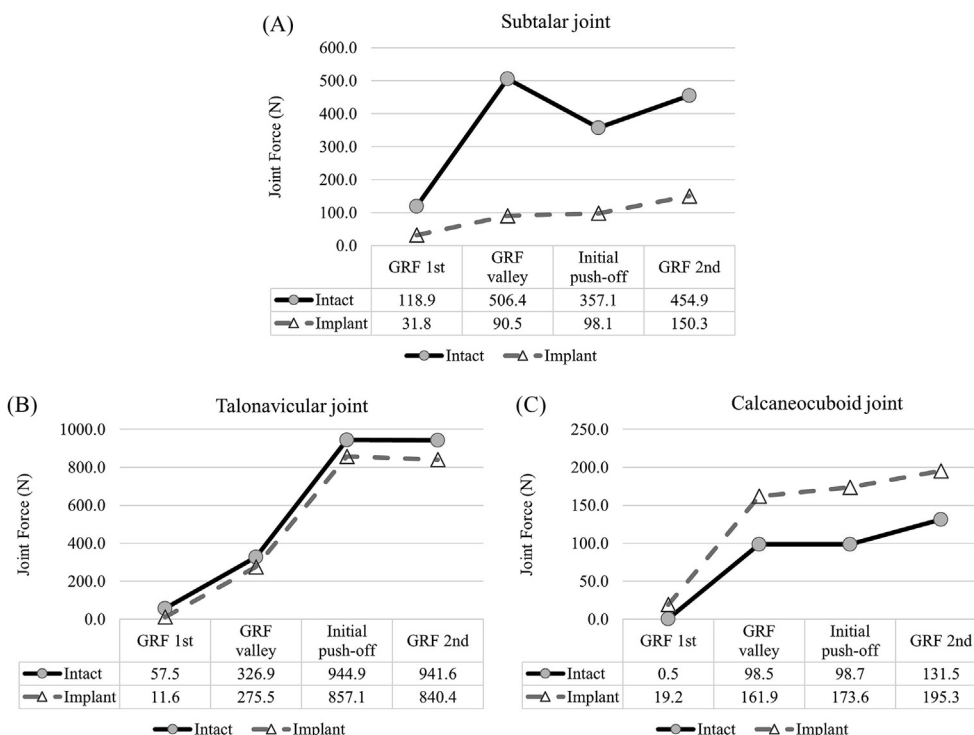 (A)
Subtalar joint
Joint Force (N)
600.0
500.0
400.0
300.0
200.0
100.0
0.0
GRF 1st GRF valley Initial push-off GRF 2nd
Intact 118.9 506.4 357.1 454.9
Implant 31.8 90.5 98.1 150.3
Intact Implant
(B)
Talonavicular joint
Joint Force (N)
1000.0
800.0
600.0
400.0
200.0
0.0
GRF 1st GRF valley Initial push-off GRF 2nd
Intact 57.5 326.9 944.9 941.6
Implant 11.6 275.5 857.1 840.4
Intact Implant
(C)
Calcaneocuboid joint
Joint Force (N)
250.0
200.0
150.0
100.0
50.0
0.0
GRF 1st GRF valley Initial push-off GRF 2nd
Intact 0.5 98.5 98.7 131.5
Implant 19.2 161.9 173.6 195.3
Intact Implant